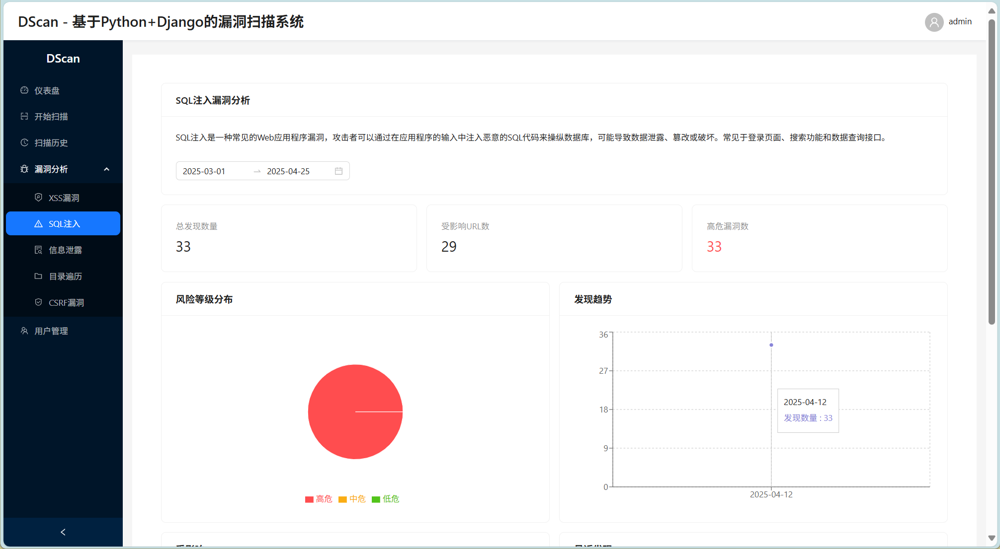 DScan - 基于Python+Django的漏洞扫描系统
admin
DScan
仪表盘
开始扫描
扫描历史
漏洞分析
XSS漏洞
SQL注入
信息泄露
目录遍历
CSRF漏洞
用户管理
SQL注入漏洞分析
SQL注入是一种常见的Web应用程序漏洞，攻击者可以通过在应用程序的输入中注入恶意的SQL代码来操纵数据库，可能导致数据泄露、篡改或破坏。常见于登录页面、搜索功能和数据查询接口。
2025-03-01 → 2025-04-25
总发现数量
33
受影响URL数
29
高危漏洞数
33
风险等级分布
高危 中危 低危
发现趋势
36
27
18
9
0
2025-04-12
发现数量 : 33
2025-04-12